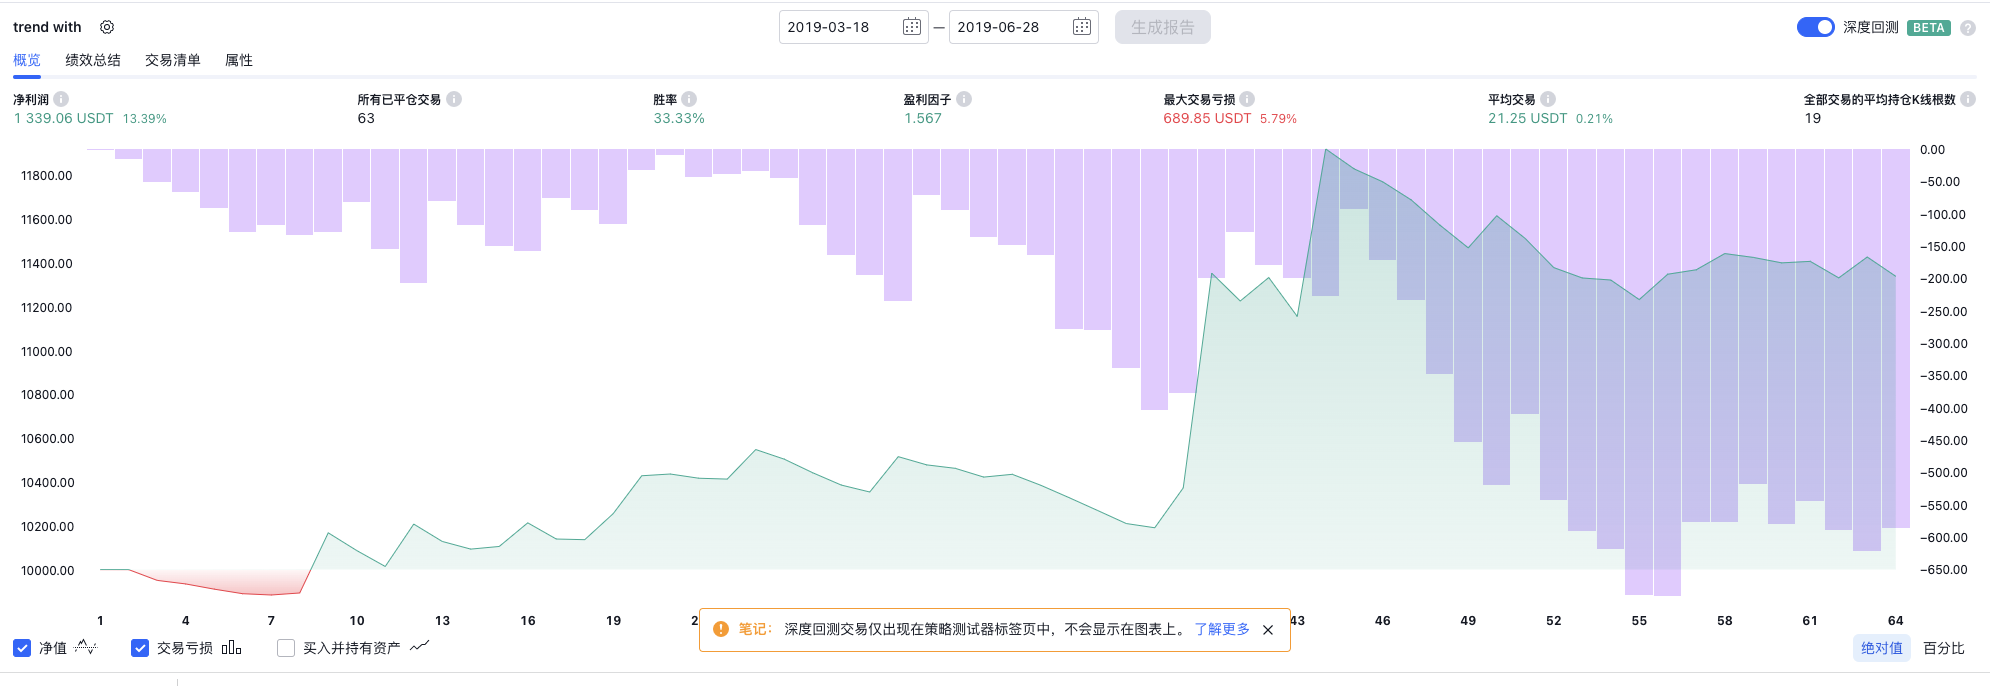 trend with
2019-03-18 — 2019-06-28 生成报告
深度回测 BETA ?
概览 绩效总结 交易清单 属性
净利润 所有已平仓交易 胜率 盈利因子 最大交易亏损 平均交易 全部交易的平均持仓K线根数
1 339.06 USDT 13.39% 63 33.33% 1.567 689.85 USDT 5.79% 21.25 USDT 0.21% 19
11800.00
11600.00
11400.00
11200.00
11000.00
10800.00
10600.00
10400.00
10200.00
10000.00
0.00
−50.00
−100.00
−150.00
−200.00
−250.00
−300.00
−350.00
−400.00
−450.00
−500.00
−550.00
−600.00
−650.00
1 4 7 10 13 16 19 2 43 46 49 52 55 58 61 64
笔记： 深度回测交易仅出现在策略测试器标签页中，不会显示在图表上。 了解更多
净值 交易亏损 买入并持有资产 绝对值 百分比